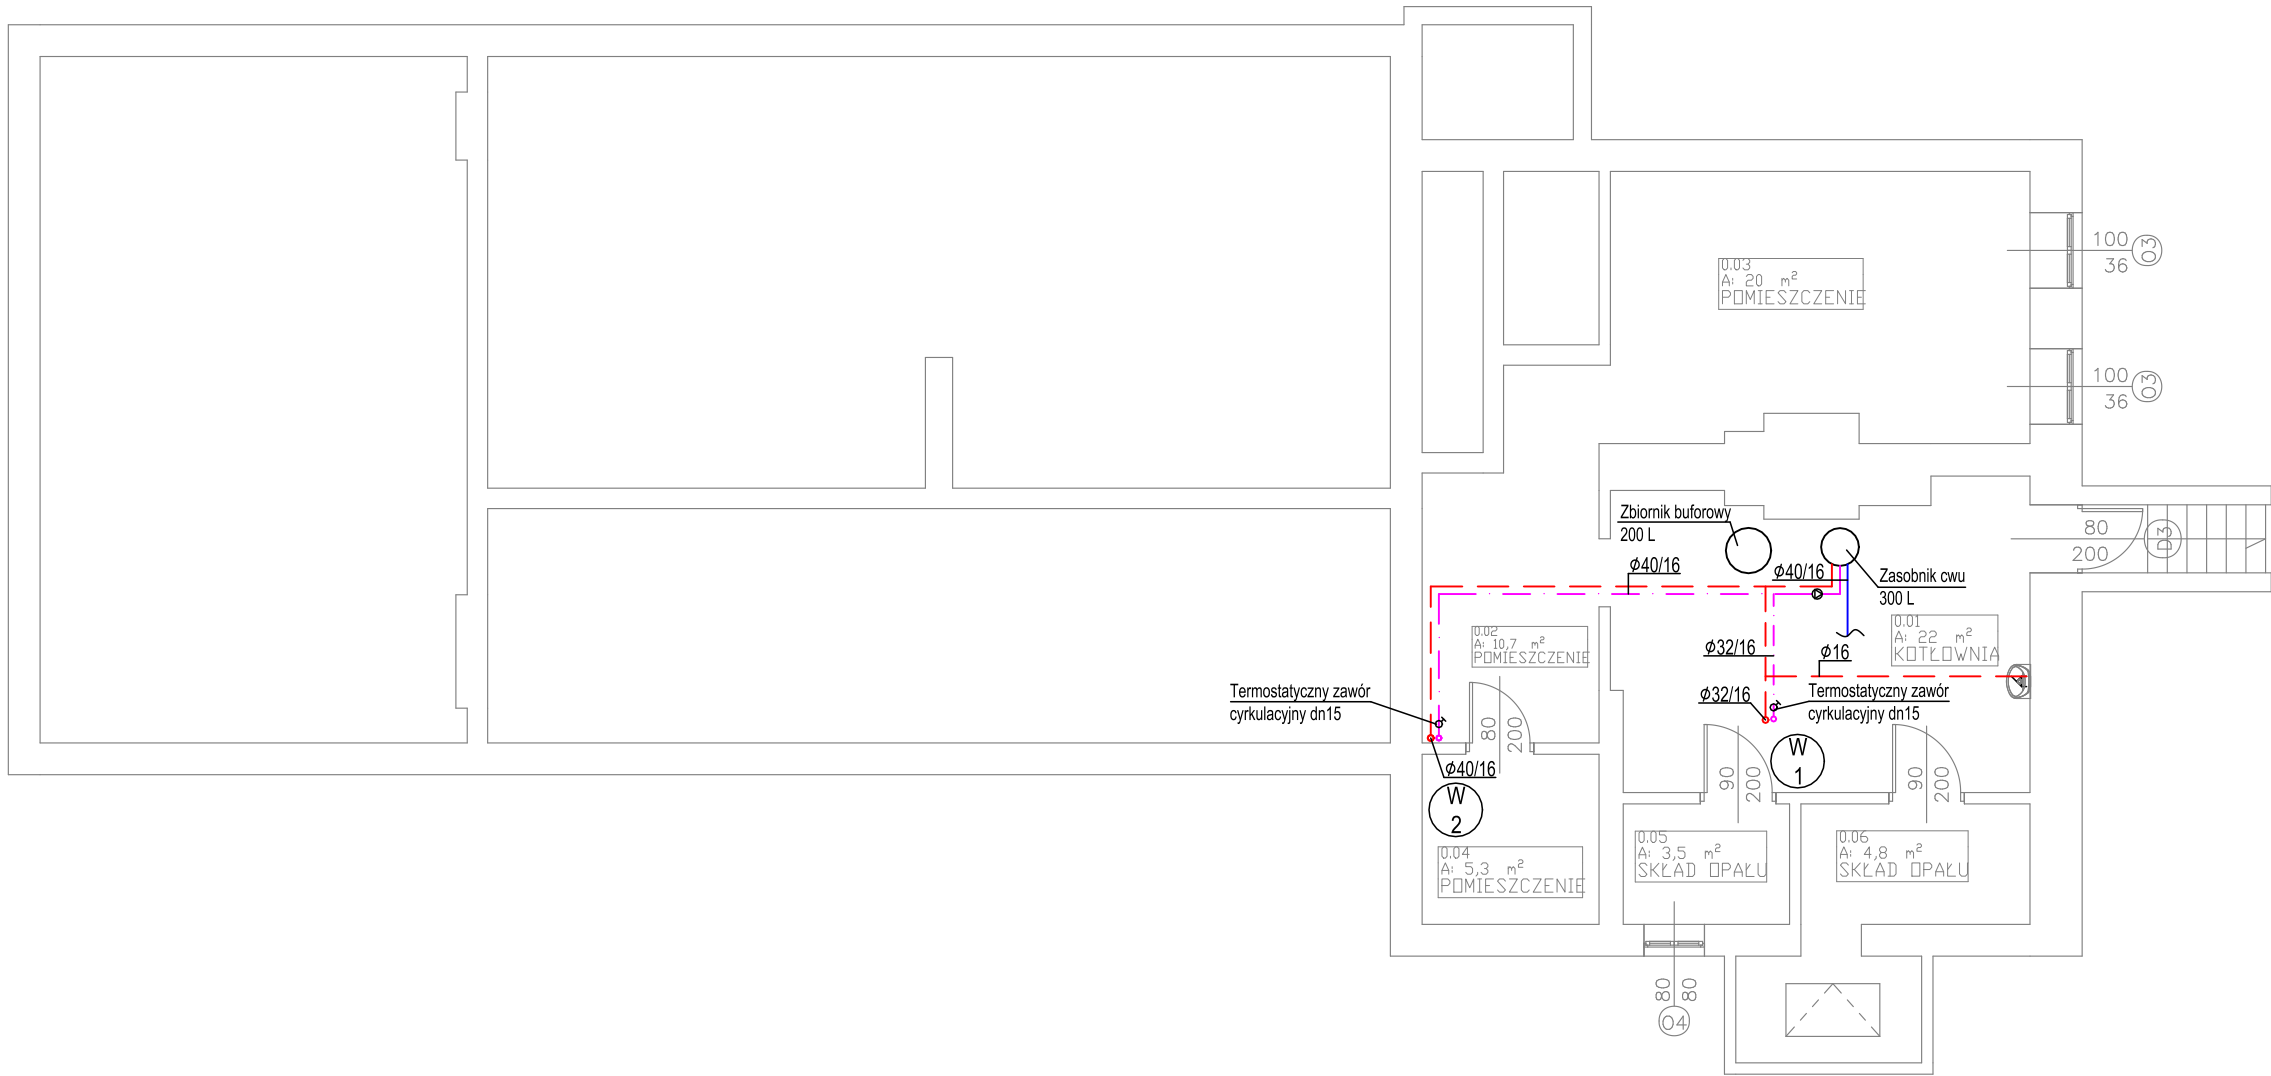 100
36
O3
0.03
A: 20 m²
POMIESZCZENIE
100
36
O3
Zbiornik buforowy
200 L
80
200
D3
ϕ40/16
ϕ40/16
Zasobnik cwu
300 L
0.01
A: 22 m²
KOTŁOWNIA
0.02
A: 10,7 m²
POMIESZCZENIE
ϕ32/16
ϕ16
Termostatyczny zawór
cyrkulacyjny dn15
ϕ32/16
Termostatyczny zawór
cyrkulacyjny dn15
80
200
ϕ40/16
W
1
W
2
90
200
90
200
0.04
A: 5,3 m²
POMIESZCZENIE
0.05
A: 3,5 m²
SKŁAD OPAŁU
0.06
A: 4,8 m²
SKŁAD OPAŁU
80
80
O4